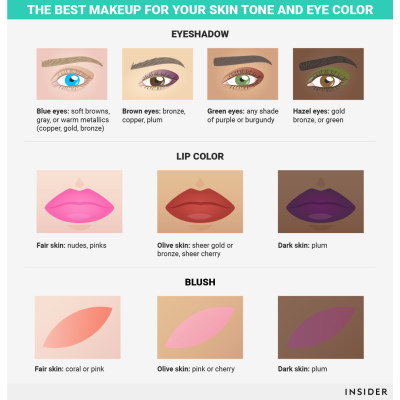 THE BEST MAKEUP FOR YOUR SKIN TONE AND EYE COLOR
EYESHADOW
Blue eyes: soft browns,
gray, or warm metallics
(copper, gold, bronze)
Brown eyes: bronze,
copper, plum
Green eyes: any shade
of purple or burgundy
Hazel eyes: gold
bronze, or green
LIP COLOR
Fair skin: nudes, pinks
Olive skin: sheer gold or
bronze, sheer cherry
Dark skin: plum
BLUSH
Fair skin: coral or pink
Olive skin: pink or cherry
Dark skin: plum
INSIDER